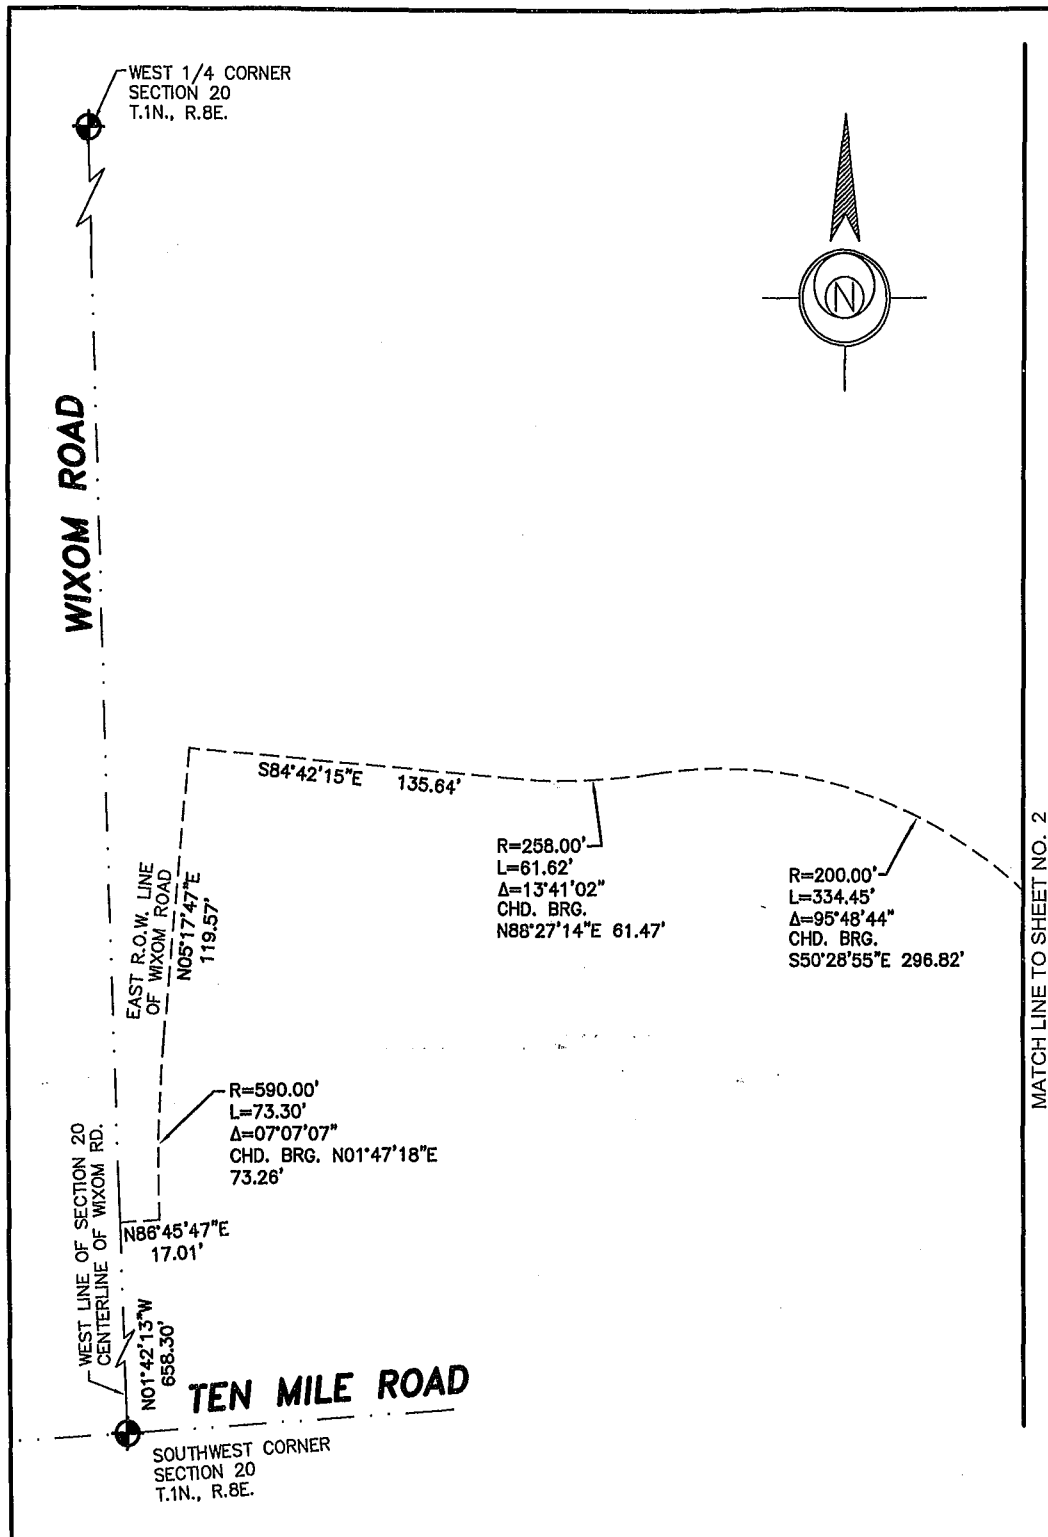 WEST 1/4 CORNER
SECTION 20
T.1N., R.8E.
N
WIXOM ROAD
S84°42'15"E 135.64'
EAST R.O.W. LINE
OF WIXOM ROAD
N05°17'47"E
119.57'
R=258.00'
L=61.62'
Δ=13°41'02"
CHD. BRG.
N88°27'14"E 61.47'
R=200.00'
L=334.45'
Δ=95°48'44"
CHD. BRG.
S50°28'55"E 296.82'
MATCH LINE TO SHEET NO. 2
R=590.00'
L=73.30'
Δ=07°07'07"
CHD. BRG. N01°47'18"E
73.26'
N86°45'47"E
17.01'
WEST LINE OF SECTION 20
CENTERLINE OF WIXOM RD.
N01°42'13"W
658.30'
TEN MILE ROAD
SOUTHWEST CORNER
SECTION 20
T.1N., R.8E.